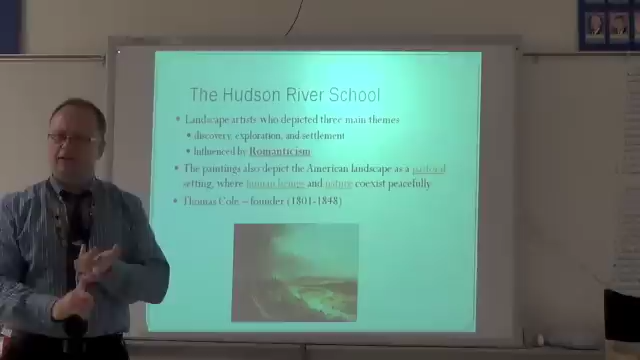 The Hudson River School
• Landscape artists who depicted three main themes
• discovery, exploration, and settlement
• Influenced by Romanticism
• The paintings also depict the American landscape as a pastoral
setting, where human beings and nature coexist peacefully
• Thomas Cole – founder (1801-1848)